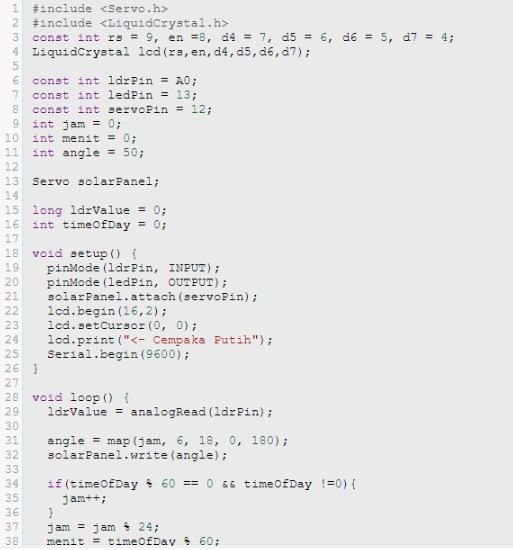 1 #include <Servo.h>
2 #include <LiquidCrystal.h>
3 const int rs = 9, en =8, d4 = 7, d5 = 6, d6 = 5, d7 = 4;
4 LiquidCrystal lcd(rs,en,d4,d5,d6,d7);
5
6 const int ldrPin = A0;
7 const int ledPin = 13;
8 const int servoPin = 12;
9 int jam = 0;
10 int menit = 0;
11 int angle = 50;
12
13 Servo solarPanel;
14
15 long ldrValue = 0;
16 int timeOfDay = 0;
17
18 void setup() {
19 pinMode(ldrPin, INPUT);
20 pinMode(ledPin, OUTPUT);
21 solarPanel.attach(servoPin);
22 lcd.begin(16,2);
23 lcd.setCursor(0, 0);
24 lcd.print("<- Cempaka Putih");
25 Serial.begin(9600);
26 }
27
28 void loop() {
29 ldrValue = analogRead(ldrPin);
30
31 angle = map(jam, 6, 18, 0, 180);
32 solarPanel.write(angle);
33
34 if(timeOfDay % 60 == 0 && timeOfDay !=0){
35 jam++;
36 }
37 jam = jam % 24;
38 menit = timeOfDay % 60;